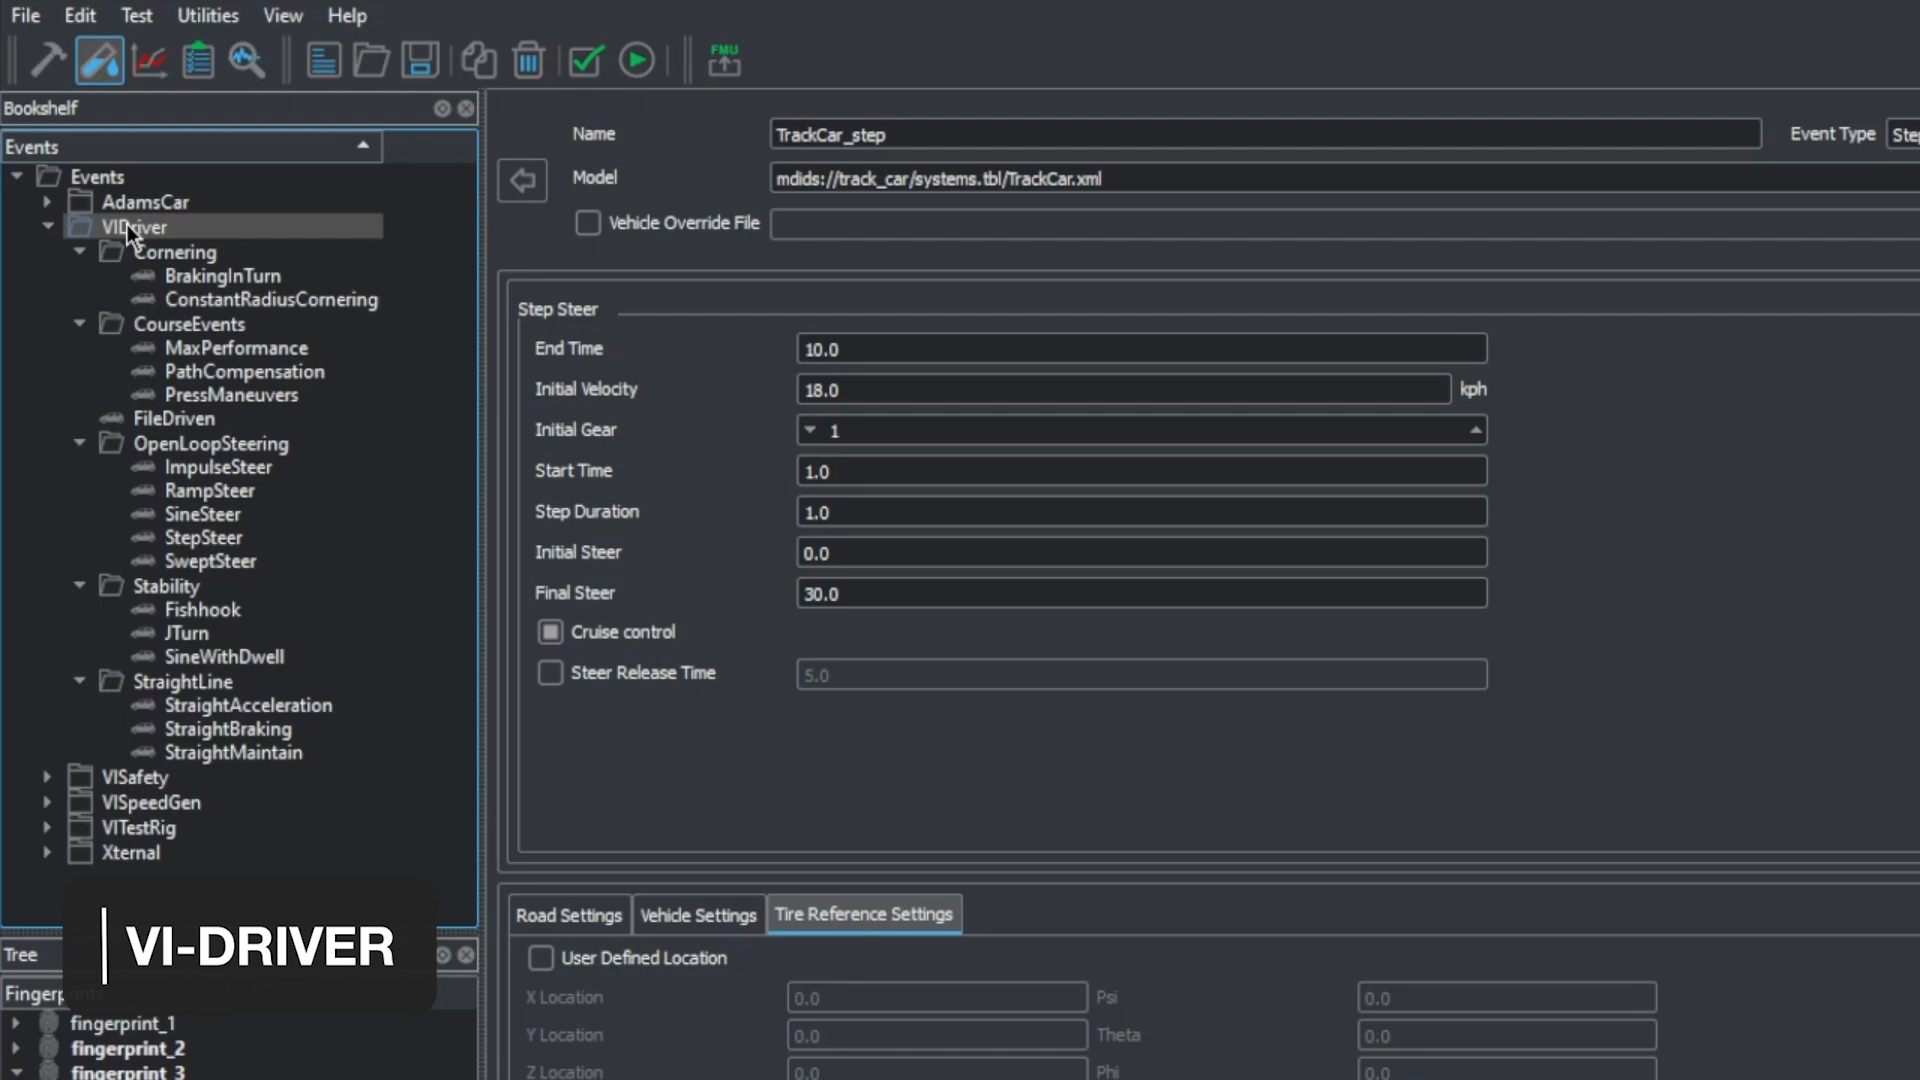 File Edit Test Utilities View Help
FMU
Bookshelf
Events
Events
AdamsCar
VIDriver
Cornering
BrakingInTurn
ConstantRadiusCornering
CourseEvents
MaxPerformance
PathCompensation
PressManeuvers
FileDriven
OpenLoopSteering
ImpulseSteer
RampSteer
SineSteer
StepSteer
SweptSteer
Stability
Fishhook
JTurn
SineWithDwell
StraightLine
StraightAcceleration
StraightBraking
StraightMaintain
VISafety
VISpeedGen
VITestRig
Xternal
VI-DRIVER
Tree
Fingerprints
fingerprint_1
fingerprint_2
fingerprint_3
Name TrackCar_step Event Type Step
Model mdids://track_car/systems.tbl/TrackCar.xml
Vehicle Override File
Step Steer
End Time 10.0
Initial Velocity 18.0 kph
Initial Gear 1
Start Time 1.0
Step Duration 1.0
Initial Steer 0.0
Final Steer 30.0
Cruise control
Steer Release Time 5.0
Road Settings Vehicle Settings Tire Reference Settings
User Defined Location
X Location 0.0 Psi 0.0
Y Location 0.0 Theta 0.0
Z Location 0.0 Phi 0.0